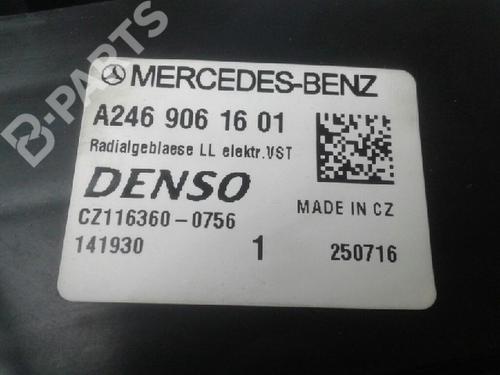 MERCEDES-BENZ
A246 906 16 01
Radialgeblaese LL elektr.VST
DENSO
MADE IN CZ
CZ116360-0756
141930 1 250716
B-PARTS